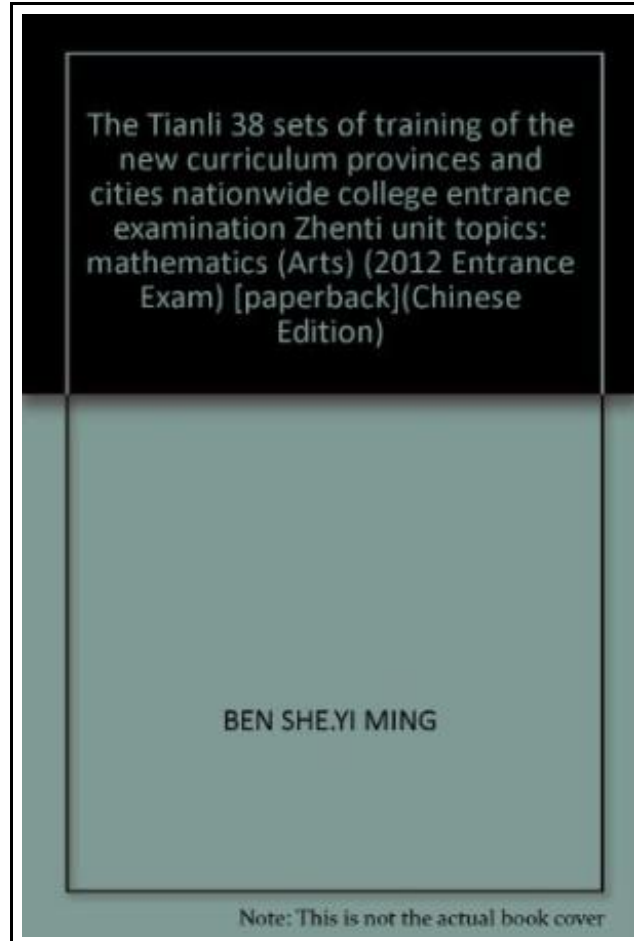 The Tianli 38 sets of training of the
new curriculum provinces and
cities nationwide college entrance
examination Zhenti unit topics:
mathematics (Arts) (2012 Entrance
Exam) [paperback](Chinese
Edition)
BEN SHE.YI MING
Note: This is not the actual book cover